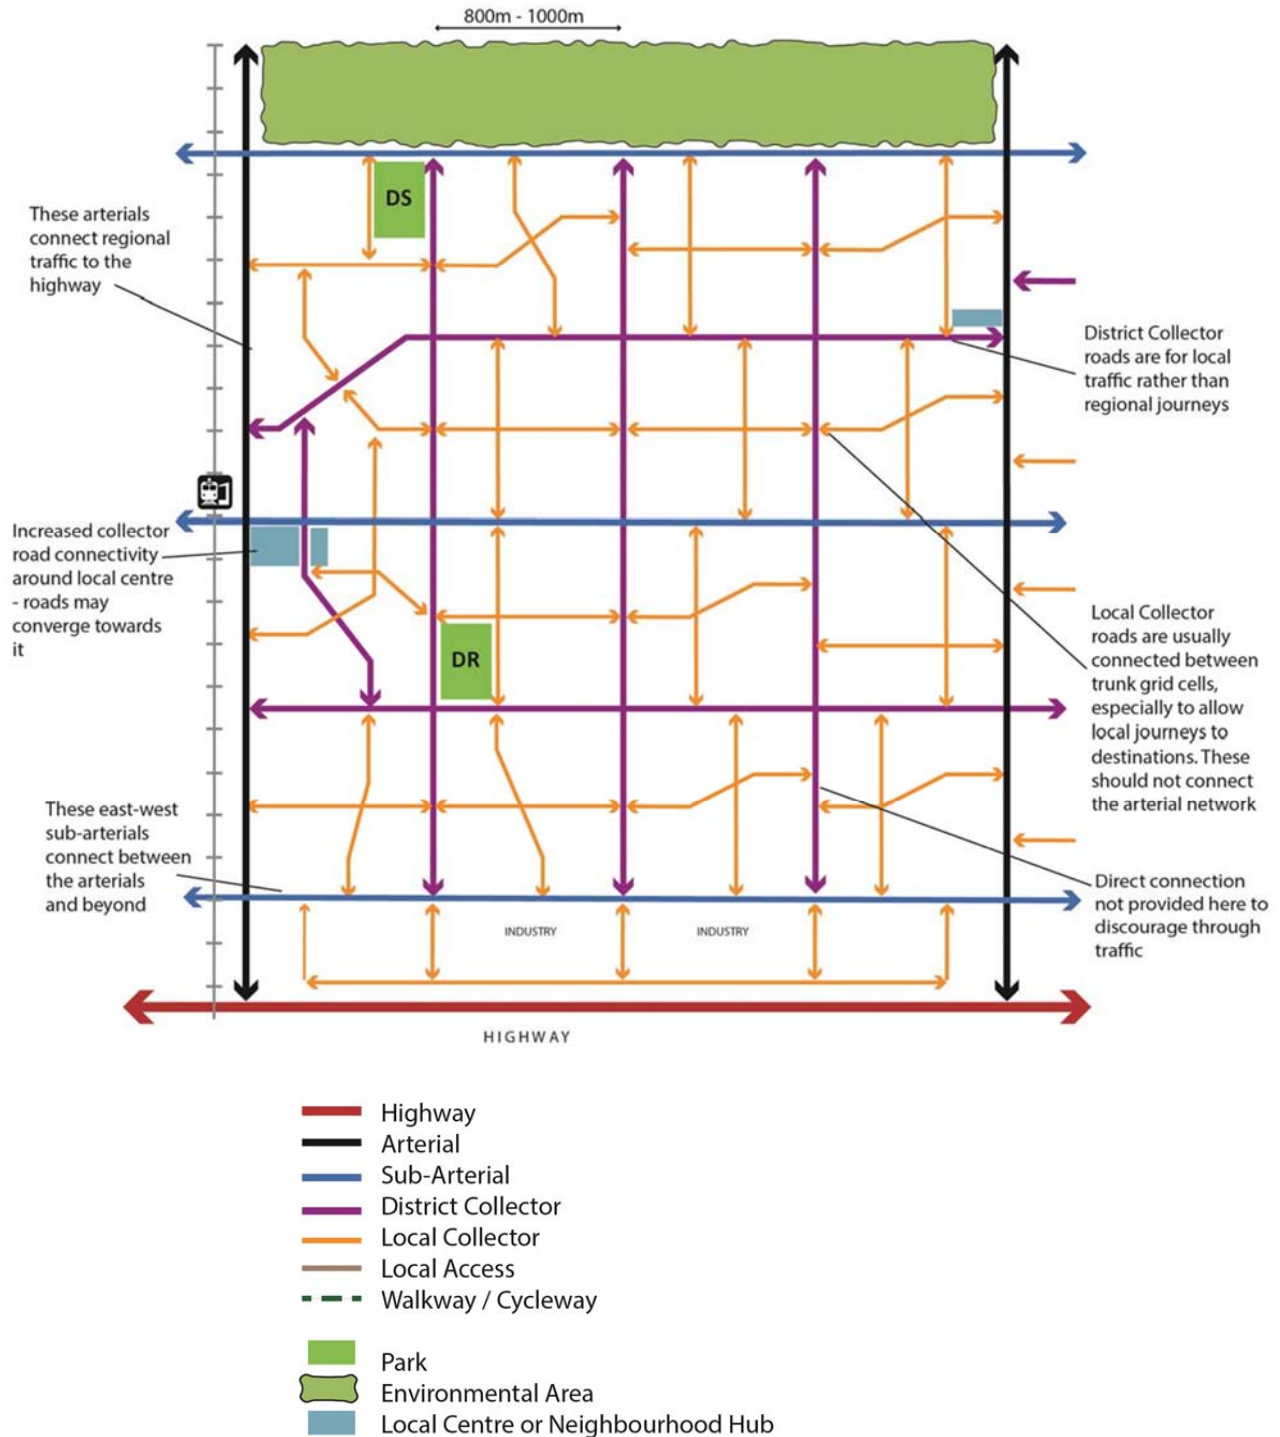 800m - 1000m
DS
These arterials
connect regional
traffic to the
highway
District Collector
roads are for local
traffic rather than
regional journeys
Increased collector
road connectivity
around local centre
- roads may
converge towards
it
Local Collector
roads are usually
connected between
trunk grid cells,
especially to allow
local journeys to
destinations. These
should not connect
the arterial network
DR
These east-west
sub-arterials
connect between
the arterials
and beyond
Direct connection
not provided here to
discourage through
traffic
INDUSTRY
INDUSTRY
HIGHWAY
Highway
Arterial
Sub-Arterial
District Collector
Local Collector
Local Access
Walkway / Cycleway
Park
Environmental Area
Local Centre or Neighbourhood Hub